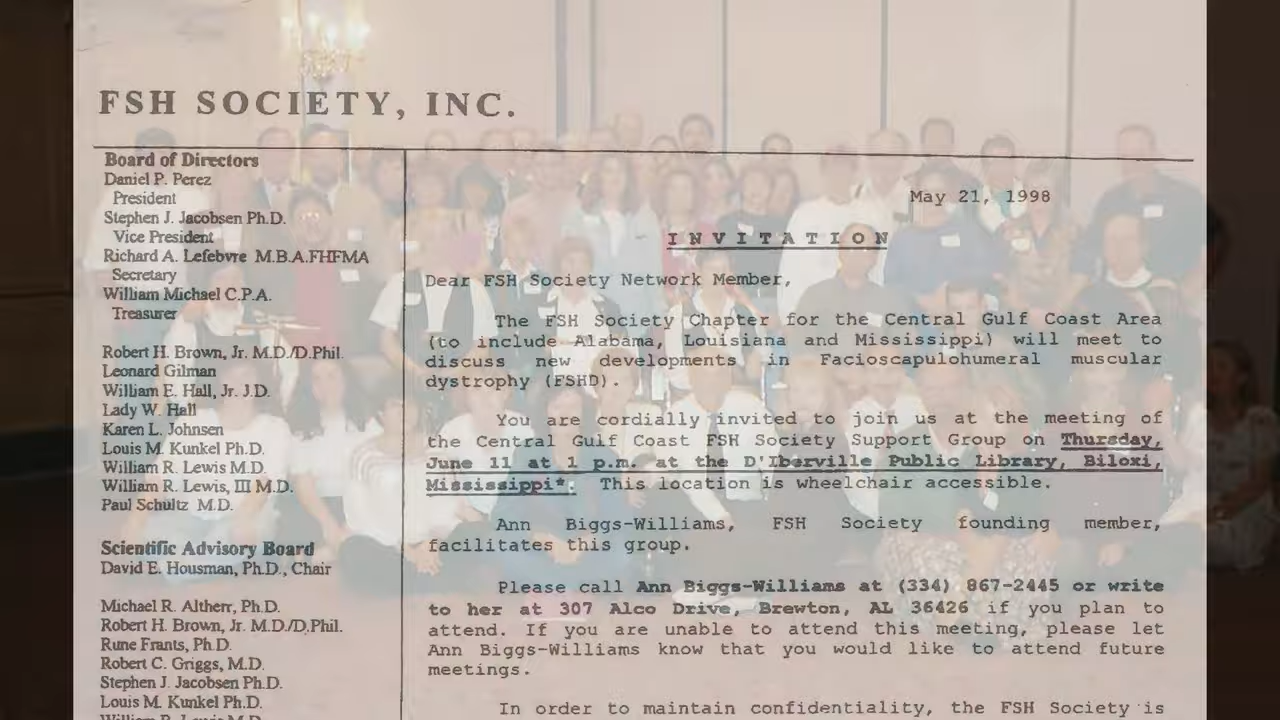 FSH SOCIETY, INC.
Board of Directors
Daniel P. Perez
President
Stephen J. Jacobsen Ph.D.
Vice President
Richard A. Lefebvre M.B.A.FHFMA
Secretary
William Michael C.P.A.
Treasurer
Robert H. Brown, Jr. M.D./D.Phil.
Leonard Gilman
William E. Hall, Jr. J.D.
Lady W. Hall
Karen L. Johnsen
Louis M. Kunkel Ph.D.
William R. Lewis M.D.
William R. Lewis, III M.D.
Paul Schultz M.D.
Scientific Advisory Board
David E. Housman, Ph.D., Chair
Michael R. Altherr, Ph.D.
Robert H. Brown, Jr. M.D./D.Phil.
Rune Frants, Ph.D.
Robert C. Griggs, M.D.
Stephen J. Jacobsen Ph.D.
Louis M. Kunkel Ph.D.
William R. Lewis M.D.
May 21, 1998
INVITATION
Dear FSH Society Network Member,
The FSH Society Chapter for the Central Gulf Coast Area
(to include Alabama, Louisiana and Mississippi) will meet to
discuss new developments in Facioscapulohumeral muscular
dystrophy (FSHD).
You are cordially invited to join us at the meeting of
the Central Gulf Coast FSH Society Support Group on Thursday,
June 11 at 1 p.m. at the D'Iberville Public Library, Biloxi,
Mississippi*. This location is wheelchair accessible.
Ann Biggs-Williams, FSH Society founding member,
facilitates this group.
Please call Ann Biggs-Williams at (334) 867-2445 or write
to her at 307 Alco Drive, Brewton, AL 36426 if you plan to
attend. If you are unable to attend this meeting, please let
Ann Biggs-Williams know that you would like to attend future
meetings.
In order to maintain confidentiality, the FSH Society is